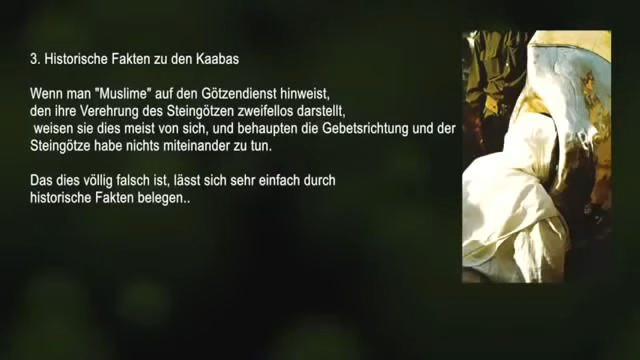 3. Historische Fakten zu den Kaabas
Wenn man "Muslime" auf den Götzendienst hinweist,
den ihre Verehrung des Steingötzen zweifellos darstellt,
weisen sie dies meist von sich, und behaupten die Gebetsrichtung und der
Steingötze habe nichts miteinander zu tun.
Das dies völlig falsch ist, lässt sich sehr einfach durch
historische Fakten belegen..